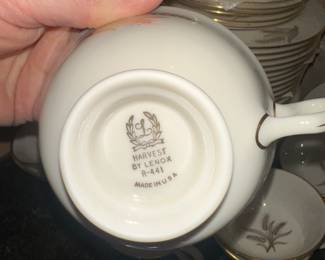 L
HARVEST
BY LENOX
R-441
MADE IN U.S.A.